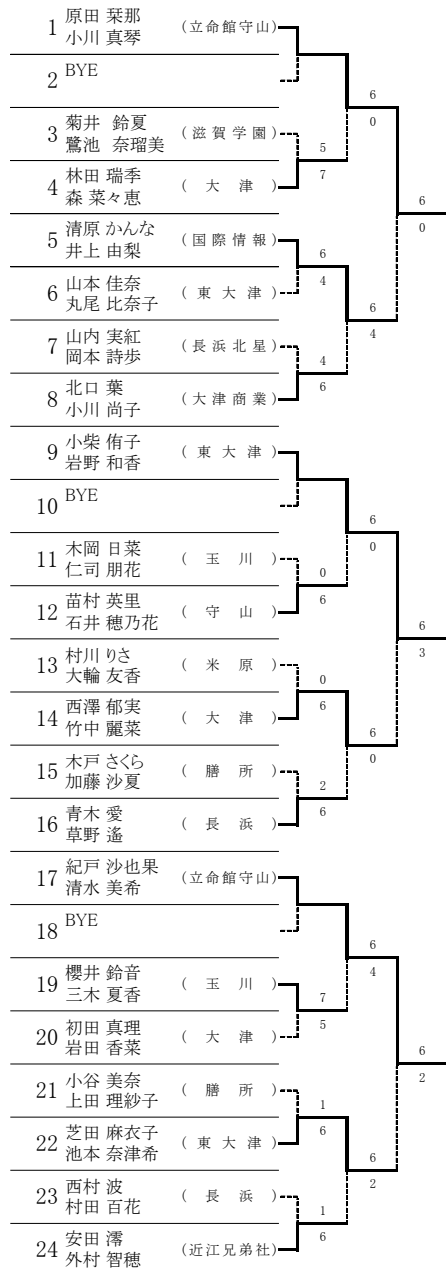 1 原田 栞那 (立命館守山)
小川 真琴
2 BYE
6
0
3 菊井 鈴夏 (滋賀学園)
鷺池 奈瑠美
5
7
4 林田 瑞季 (大津)
森 菜々恵
6
0
5 清原 かんな (国際情報)
井上 由梨
6
4
6 山本 佳奈 (東大津)
丸尾 比奈子
6
4
7 山内 実紅 (長浜北星)
岡本 詩歩
4
6
8 北口 葉 (大津商業)
小川 尚子
9 小柴 侑子 (東大津)
岩野 和香
10 BYE
6
0
11 木岡 日菜 (玉川)
仁司 朋花
0
6
12 苗村 英里 (守山)
石井 穂乃花
6
3
13 村川 りさ (米原)
大輪 友香
0
6
14 西澤 郁実 (大津)
竹中 麗菜
6
0
15 木戸 さくら (膳所)
加藤 沙夏
2
6
16 青木 愛 (長浜)
草野 遙
17 紀戸 沙也果 (立命館守山)
清水 美希
18 BYE
6
4
19 櫻井 鈴音 (玉川)
三木 夏香
7
5
20 初田 真理 (大津)
岩田 香菜
6
2
21 小谷 美奈 (膳所)
上田 理紗子
1
6
22 芝田 麻衣子 (東大津)
池本 奈津希
6
2
23 西村 波 (長浜)
村田 百花
1
6
24 安田 澪 (近江兄弟社)
外村 智穂